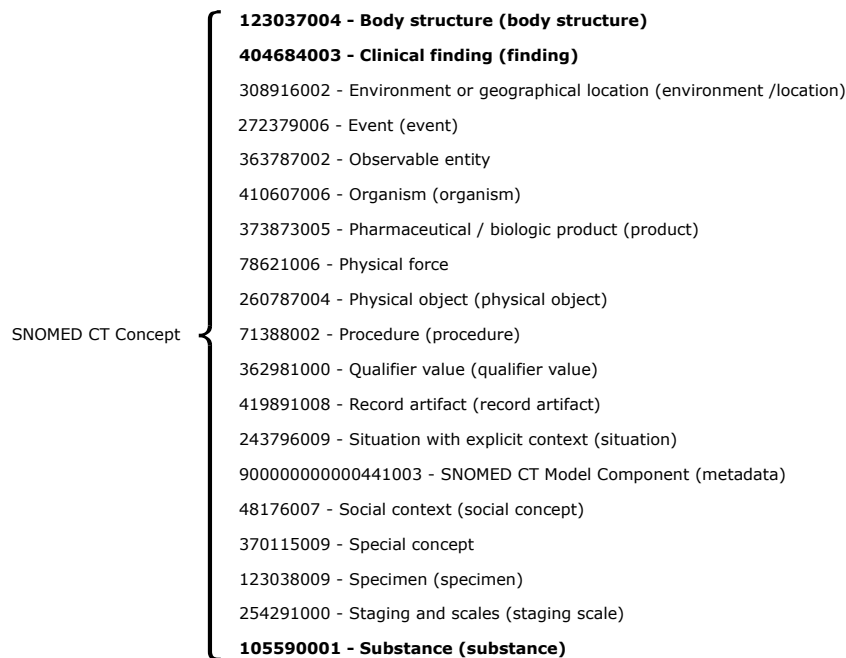 123037004 - Body structure (body structure)
404684003 - Clinical finding (finding)
308916002 - Environment or geographical location (environment /location)
272379006 - Event (event)
363787002 - Observable entity
410607006 - Organism (organism)
373873005 - Pharmaceutical / biologic product (product)
78621006 - Physical force
260787004 - Physical object (physical object)
SNOMED CT Concept
71388002 - Procedure (procedure)
362981000 - Qualifier value (qualifier value)
419891008 - Record artifact (record artifact)
243796009 - Situation with explicit context (situation)
900000000000441003 - SNOMED CT Model Component (metadata)
48176007 - Social context (social concept)
370115009 - Special concept
123038009 - Specimen (specimen)
254291000 - Staging and scales (staging scale)
105590001 - Substance (substance)